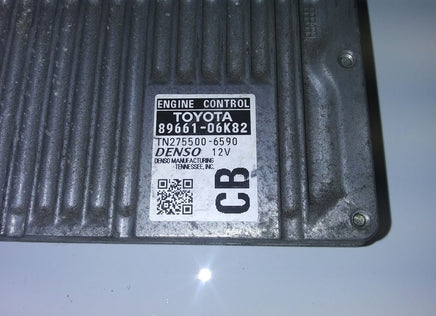 ENGINE CONTROL
TOYOTA
89661-06K82
TN275500-6590
DENSO 12V
DENSO MANUFACTURING
TENNESSEE, INC.
CB